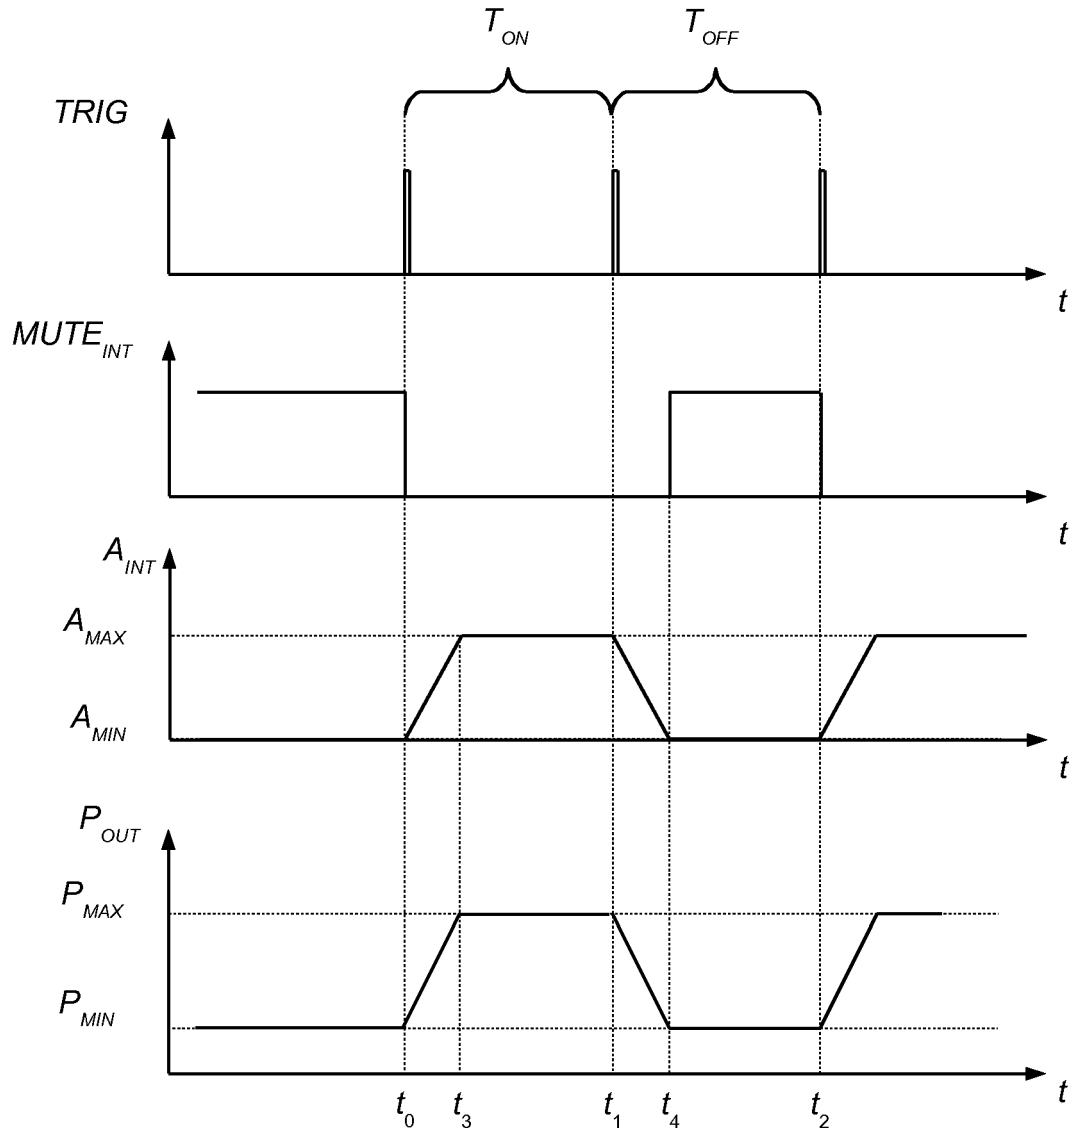 T_ON T_OFF
TRIG
t
MUTE_INT
t
A_INT
A_MAX
A_MIN
t
P_OUT
P_MAX
P_MIN
t
t_0 t_3 t_1 t_4 t_2